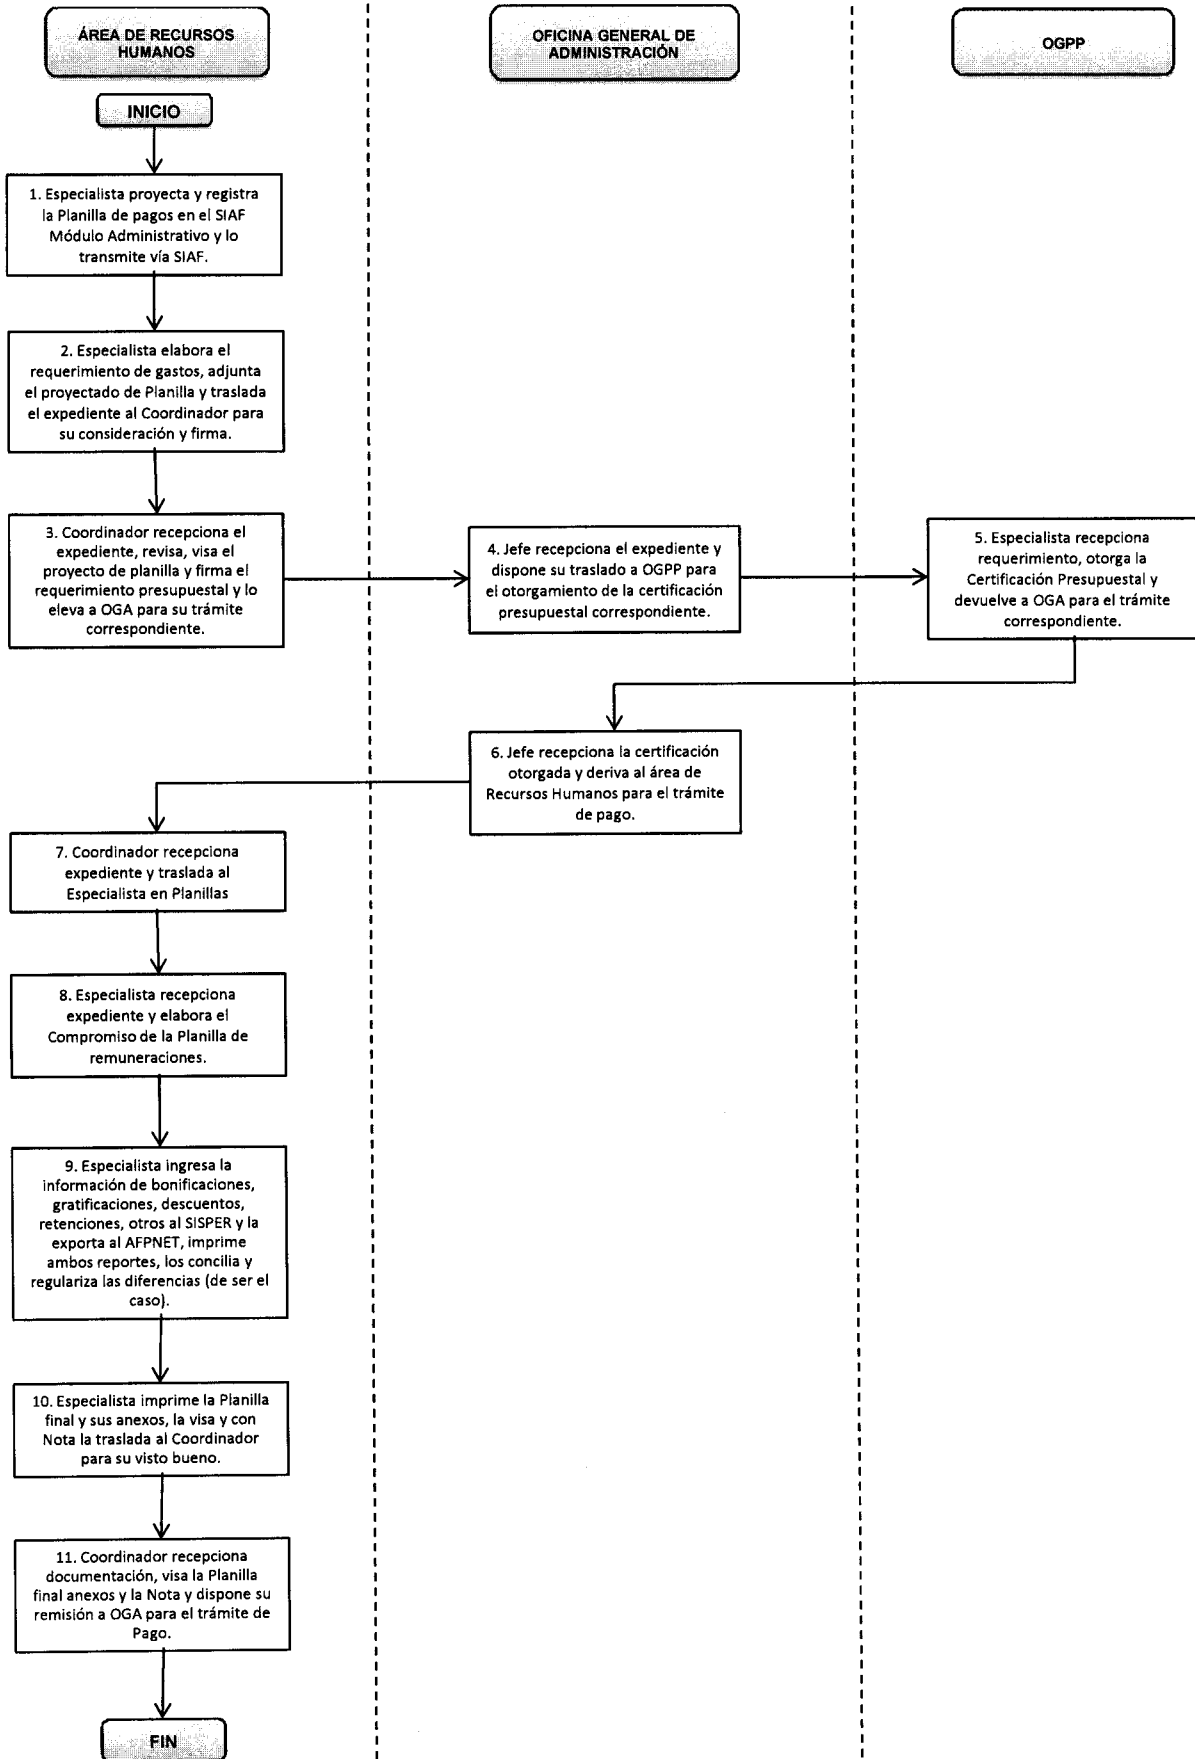 ÁREA DE RECURSOS
HUMANOS
OFICINA GENERAL DE
ADMINISTRACIÓN
OGPP
INICIO
1. Especialista proyecta y registra
la Planilla de pagos en el SIAF
Módulo Administrativo y lo
transmite vía SIAF.
2. Especialista elabora el
requerimiento de gastos, adjunta
el proyectado de Planilla y traslada
el expediente al Coordinador para
su consideración y firma.
3. Coordinador recepciona el
expediente, revisa, visa el
proyecto de planilla y firma el
requerimiento presupuestal y lo
eleva a OGA para su trámite
correspondiente.
4. Jefe recepciona el expediente y
dispone su traslado a OGPP para
el otorgamiento de la certificación
presupuestal correspondiente.
5. Especialista recepciona
requerimiento, otorga la
Certificación Presupuestal y
devuelve a OGA para el trámite
correspondiente.
6. Jefe recepciona la certificación
otorgada y deriva al área de
Recursos Humanos para el trámite
de pago.
7. Coordinador recepciona
expediente y traslada al
Especialista en Planillas
8. Especialista recepciona
expediente y elabora el
Compromiso de la Planilla de
remuneraciones.
9. Especialista ingresa la
información de bonificaciones,
gratificaciones, descuentos,
retenciones, otros al SISPER y la
exporta al AFPNET, imprime
ambos reportes, los concilia y
regulariza las diferencias (de ser el
caso).
10. Especialista imprime la Planilla
final y sus anexos, la visa y con
Nota la traslada al Coordinador
para su visto bueno.
11. Coordinador recepciona
documentación, visa la Planilla
final anexos y la Nota y dispone su
remisión a OGA para el trámite de
Pago.
FIN